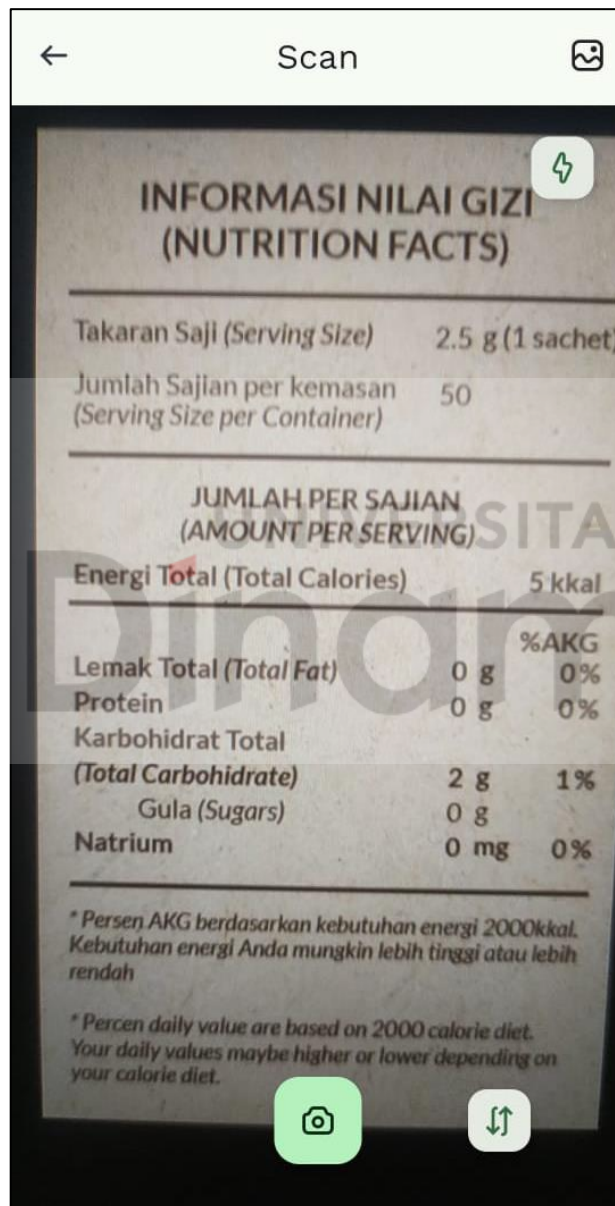 Scan
INFORMASI NILAI GIZI
(NUTRITION FACTS)
Takaran Saji (Serving Size) 2.5 g (1 sachet)
Jumlah Sajian per kemasan 50
(Serving Size per Container)
JUMLAH PER SAJIAN
(AMOUNT PER SERVING)
UNIVERSITA
Dinam
Energi Total (Total Calories) 5 kkal
%AKG
Lemak Total (Total Fat) 0 g 0%
Protein 0 g 0%
Karbohidrat Total
(Total Carbohidrate) 2 g 1%
Gula (Sugars) 0 g
Natrium 0 mg 0%
* Persen AKG berdasarkan kebutuhan energi 2000kkal.
Kebutuhan energi Anda mungkin lebih tinggi atau lebih
rendah
* Percen daily value are based on 2000 calorie diet.
Your daily values maybe higher or lower depending on
your calorie diet.